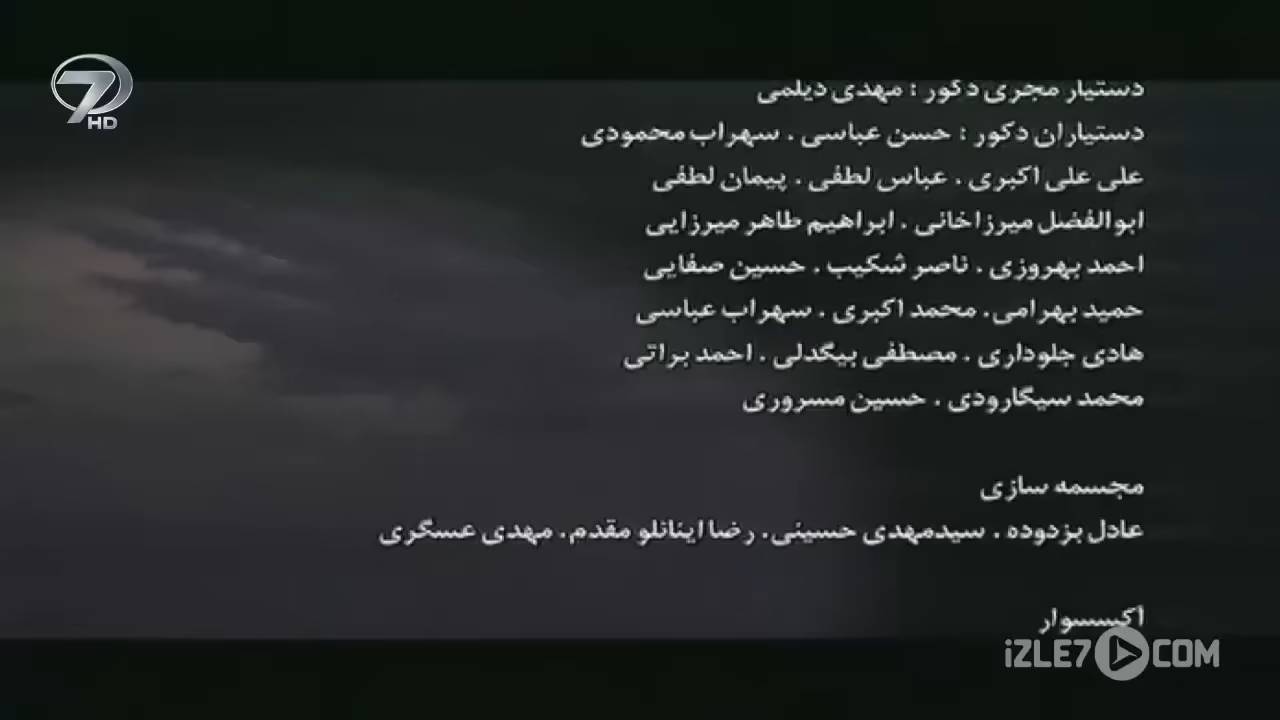 7 HD
دستیار مجری دکور : مهدی دیلمی
دستیاران دکور : حسن عباسی . سهراب محمودی
علی علی اکبری . عباس لطفی . پیمان لطفی
ابوالفضل میرزاخانی . ابراهیم طاهر میرزایی
احمد بهروزی . ناصر شکیب . حسین صفایی
حمید بهرامی. محمد اکبری . سهراب عباسی
هادی جلوداری . مصطفی بیگدلی . احمد براتی
محمد سیگارودی . حسین مسروری
مجسمه سازی
عادل بزدوده . سیدمهدی حسینی. رضا اینانلو مقدم. مهدی عسگری
اکسسوار
iZLE7 COM